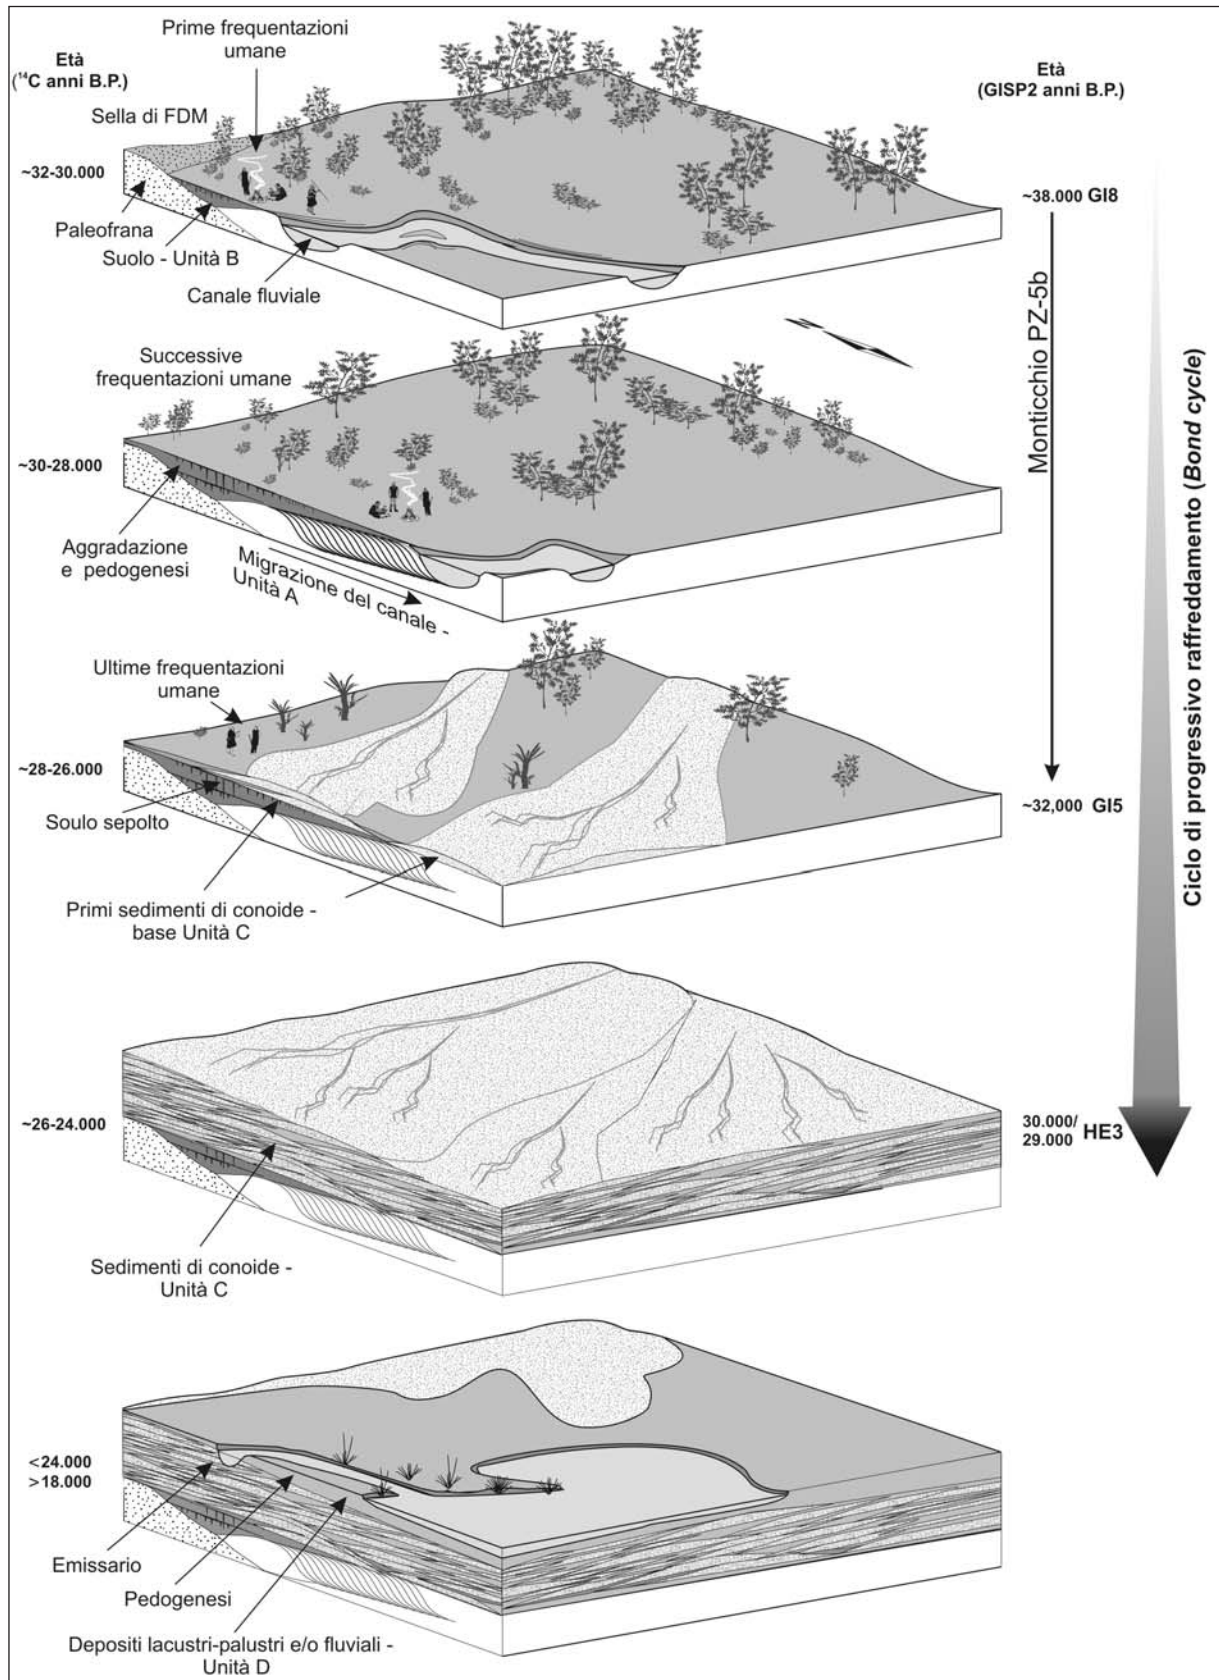 Prime frequentazioni
umane
Età
(¹⁴C anni B.P.)
Età
(GISP2 anni B.P.)
Sella di FDM
~32-30.000
~38.000 GI8
Paleofrana
Suolo - Unità B
Canale fluviale
Monticchio PZ-5b
Ciclo di progressivo raffreddamento (Bond cycle)
Successive
frequentazioni umane
~30-28.000
Aggradazione
e pedogenesi
Migrazione del canale -
Unità A
Ultime frequentazioni
umane
~28-26.000
~32,000 GI5
Soulo sepolto
Primi sedimenti di conoide -
base Unità C
~26-24.000
30.000/
29.000 HE3
Sedimenti di conoide -
Unità C
<24.000
>18.000
Emissario
Pedogenesi
Depositi lacustri-palustri e/o fluviali -
Unità D